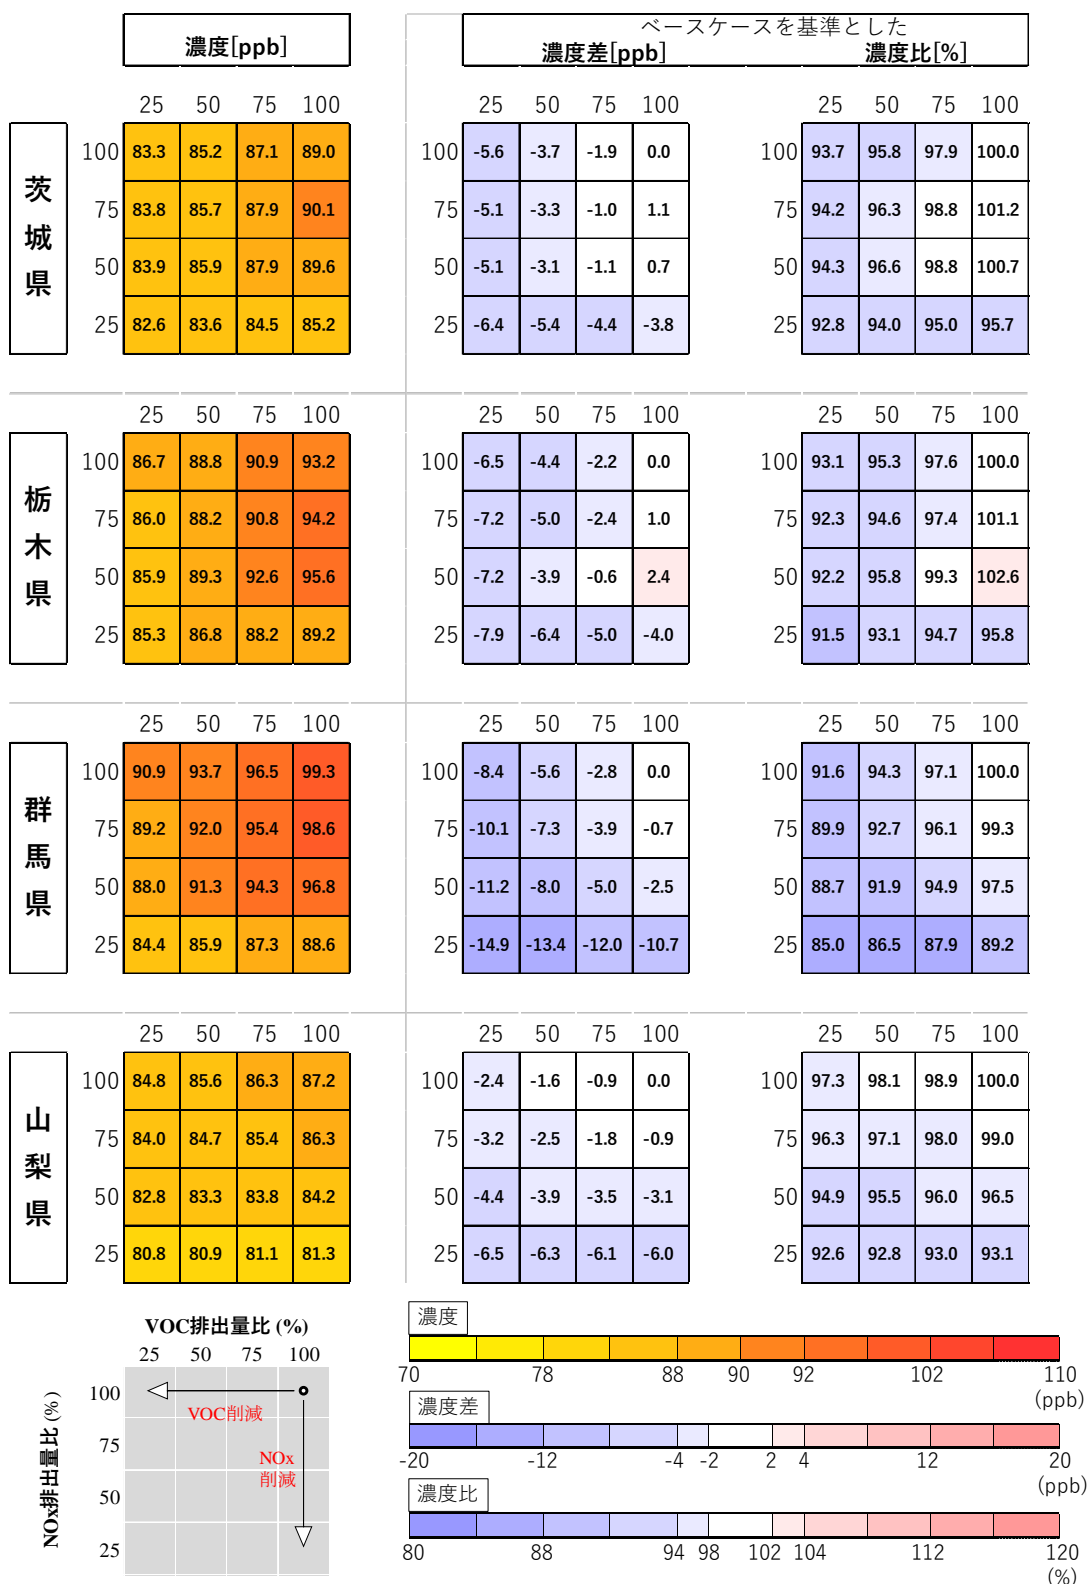 濃度[ppb]
ベースケースを基準とした
濃度差[ppb] 濃度比[%]
25 50 75 100 25 50 75 100 25 50 75 100
茨城県
100 83.3 85.2 87.1 89.0 100 -5.6 -3.7 -1.9 0.0 100 93.7 95.8 97.9 100.0
75 83.8 85.7 87.9 90.1 75 -5.1 -3.3 -1.0 1.1 75 94.2 96.3 98.8 101.2
50 83.9 85.9 87.9 89.6 50 -5.1 -3.1 -1.1 0.7 50 94.3 96.6 98.8 100.7
25 82.6 83.6 84.5 85.2 25 -6.4 -5.4 -4.4 -3.8 25 92.8 94.0 95.0 95.7
25 50 75 100 25 50 75 100 25 50 75 100
栃木県
100 86.7 88.8 90.9 93.2 100 -6.5 -4.4 -2.2 0.0 100 93.1 95.3 97.6 100.0
75 86.0 88.2 90.8 94.2 75 -7.2 -5.0 -2.4 1.0 75 92.3 94.6 97.4 101.1
50 85.9 89.3 92.6 95.6 50 -7.2 -3.9 -0.6 2.4 50 92.2 95.8 99.3 102.6
25 85.3 86.8 88.2 89.2 25 -7.9 -6.4 -5.0 -4.0 25 91.5 93.1 94.7 95.8
25 50 75 100 25 50 75 100 25 50 75 100
群馬県
100 90.9 93.7 96.5 99.3 100 -8.4 -5.6 -2.8 0.0 100 91.6 94.3 97.1 100.0
75 89.2 92.0 95.4 98.6 75 -10.1 -7.3 -3.9 -0.7 75 89.9 92.7 96.1 99.3
50 88.0 91.3 94.3 96.8 50 -11.2 -8.0 -5.0 -2.5 50 88.7 91.9 94.9 97.5
25 84.4 85.9 87.3 88.6 25 -14.9 -13.4 -12.0 -10.7 25 85.0 86.5 87.9 89.2
25 50 75 100 25 50 75 100 25 50 75 100
山梨県
100 84.8 85.6 86.3 87.2 100 -2.4 -1.6 -0.9 0.0 100 97.3 98.1 98.9 100.0
75 84.0 84.7 85.4 86.3 75 -3.2 -2.5 -1.8 -0.9 75 96.3 97.1 98.0 99.0
50 82.8 83.3 83.8 84.2 50 -4.4 -3.9 -3.5 -3.1 50 94.9 95.5 96.0 96.5
25 80.8 80.9 81.1 81.3 25 -6.5 -6.3 -6.1 -6.0 25 92.6 92.8 93.0 93.1
VOC排出量比 (%)
25 50 75 100
NOx排出量比 (%)
100
75
50
25
VOC削減
NOx
削減
濃度
70 78 88 90 92 102 110
(ppb)
濃度差
-20 -12 -4 -2 2 4 12 20
(ppb)
濃度比
80 88 94 98 102 104 112 120
(%)